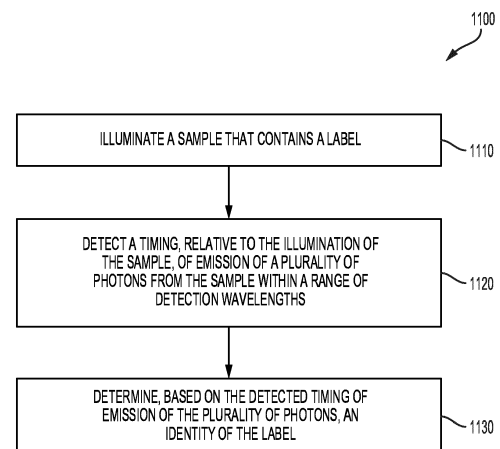 1100
ILLUMINATE A SAMPLE THAT CONTAINS A LABEL
1110
DETECT A TIMING, RELATIVE TO THE ILLUMINATION OF
THE SAMPLE, OF EMISSION OF A PLURALITY OF
PHOTONS FROM THE SAMPLE WITHIN A RANGE OF
DETECTION WAVELENGTHS
1120
DETERMINE, BASED ON THE DETECTED TIMING OF
EMISSION OF THE PLURALITY OF PHOTONS, AN
IDENTITY OF THE LABEL
1130